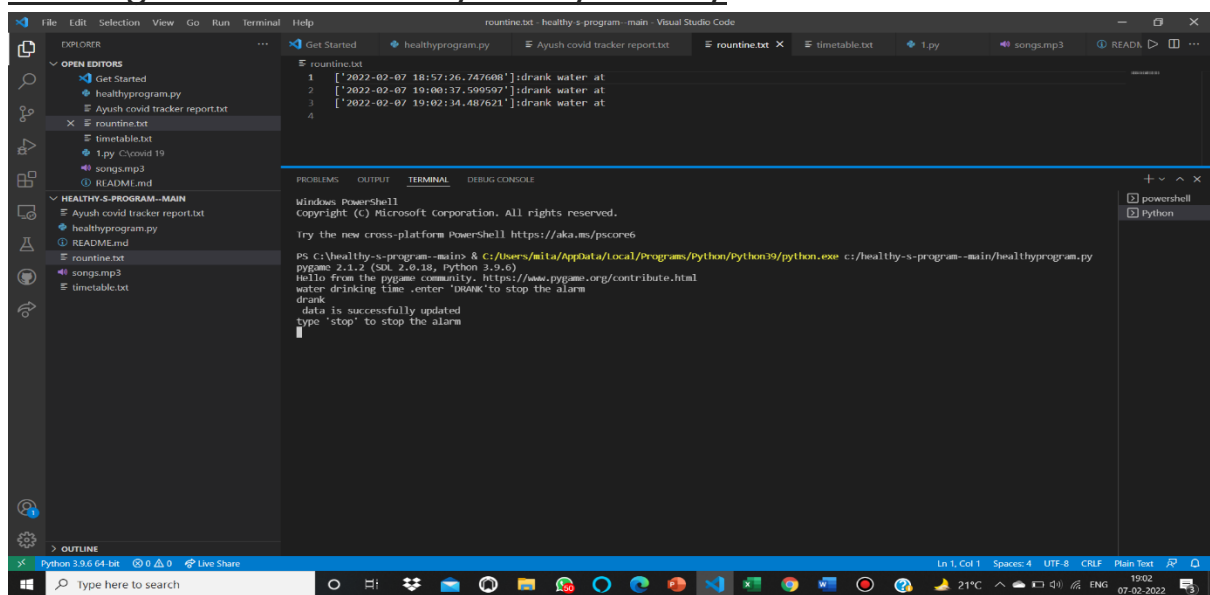 File Edit Selection View Go Run Terminal Help rountine.txt - healthy-s-program--main - Visual Studio Code
EXPLORER
OPEN EDITORS
Get Started
healthyprogram.py
Ayush covid tracker report.txt
rountine.txt
timetable.txt
1.py C:\covid 19
songs.mp3
README.md
HEALTHY-S-PROGRAM--MAIN
Ayush covid tracker report.txt
healthyprogram.py
README.md
rountine.txt
songs.mp3
timetable.txt
OUTLINE
Get Started healthyprogram.py Ayush covid tracker report.txt rountine.txt timetable.txt 1.py songs.mp3 READM
rountine.txt
1 ['2022-02-07 18:57:26.747608']:drank water at
2 ['2022-02-07 19:00:37.599597']:drank water at
3 ['2022-02-07 19:02:34.487621']:drank water at
4
PROBLEMS OUTPUT TERMINAL DEBUG CONSOLE
Windows PowerShell
Copyright (C) Microsoft Corporation. All rights reserved.
Try the new cross-platform PowerShell https://aka.ms/pscore6
PS C:\healthy-s-program--main> & C:/Users/mita/AppData/Local/Programs/Python/Python39/python.exe c:/healthy-s-program--main/healthyprogram.py
pygame 2.1.2 (SDL 2.0.18, Python 3.9.6)
Hello from the pygame community. https://www.pygame.org/contribute.html
water drinking time .enter 'DRANK'to stop the alarm
drank
data is successfully updated
type 'stop' to stop the alarm
powershell
Python
Python 3.9.6 64-bit 0 0 Live Share Ln 1, Col 1 Spaces: 4 UTF-8 CRLF Plain Text
Type here to search 21°C ENG 19:02
07-02-2022